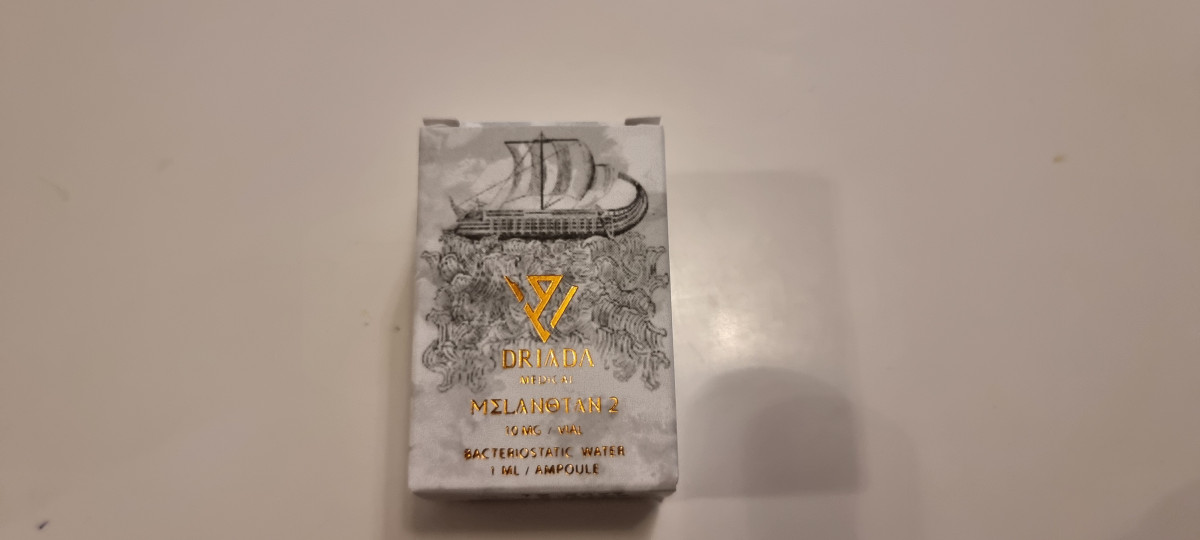 DRIADA
MEDICAL
MΣLANΘTAN 2
10 MG / VIAL
BACTERIOSTATIC WATER
1 ML / AMPOULE